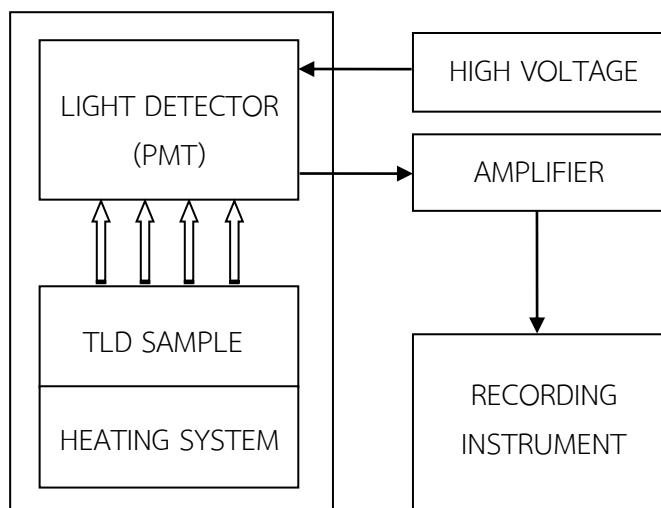 LIGHT DETECTOR
(PMT)
HIGH VOLTAGE
AMPLIFIER
TLD SAMPLE
HEATING SYSTEM
RECORDING
INSTRUMENT